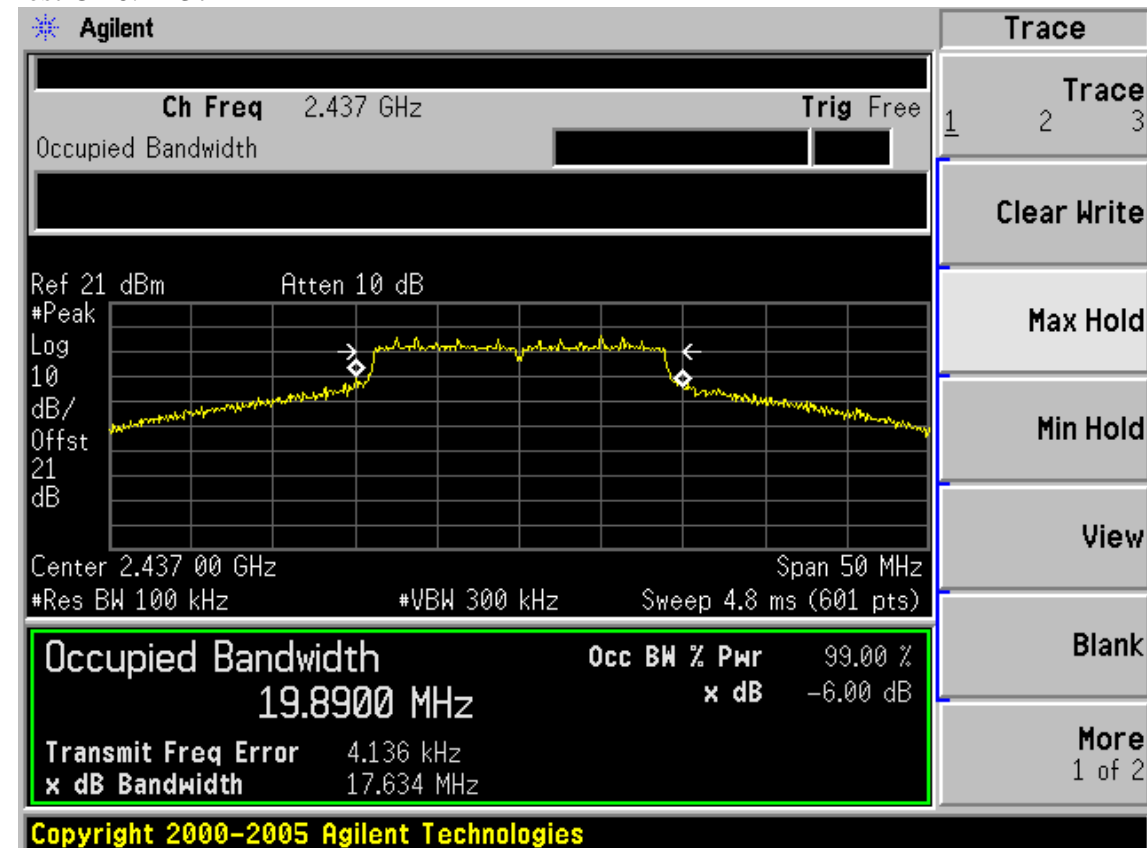 Agilent
Trace
Ch Freq 2.437 GHz Trig Free
Trace
1 2 3
Occupied Bandwidth
Clear Write
Ref 21 dBm Atten 10 dB
#Peak
Log
10
dB/
Offst
21
dB
Max Hold
Min Hold
View
Center 2.437 00 GHz Span 50 MHz
#Res BW 100 kHz #VBW 300 kHz Sweep 4.8 ms (601 pts)
Occupied Bandwidth Occ BW % Pwr 99.00 %
19.8900 MHz x dB -6.00 dB
Blank
Transmit Freq Error 4.136 kHz
x dB Bandwidth 17.634 MHz
More
1 of 2
Copyright 2000-2005 Agilent Technologies